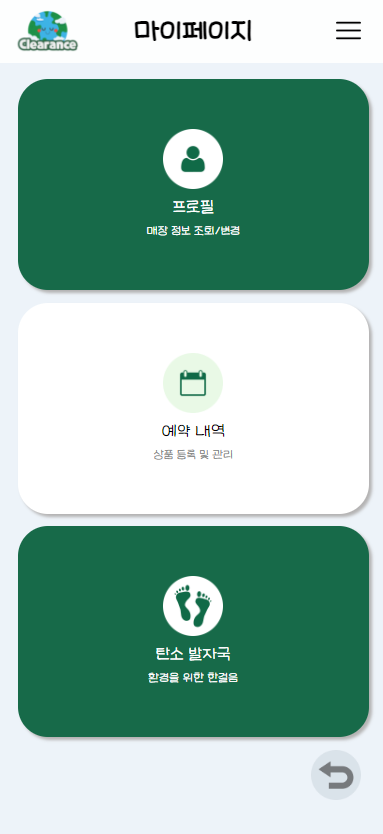 Clearance
마이페이지
프로필
매장 정보 조회/변경
예약 내역
상품 등록 및 관리
탄소 발자국
환경을 위한 한걸음